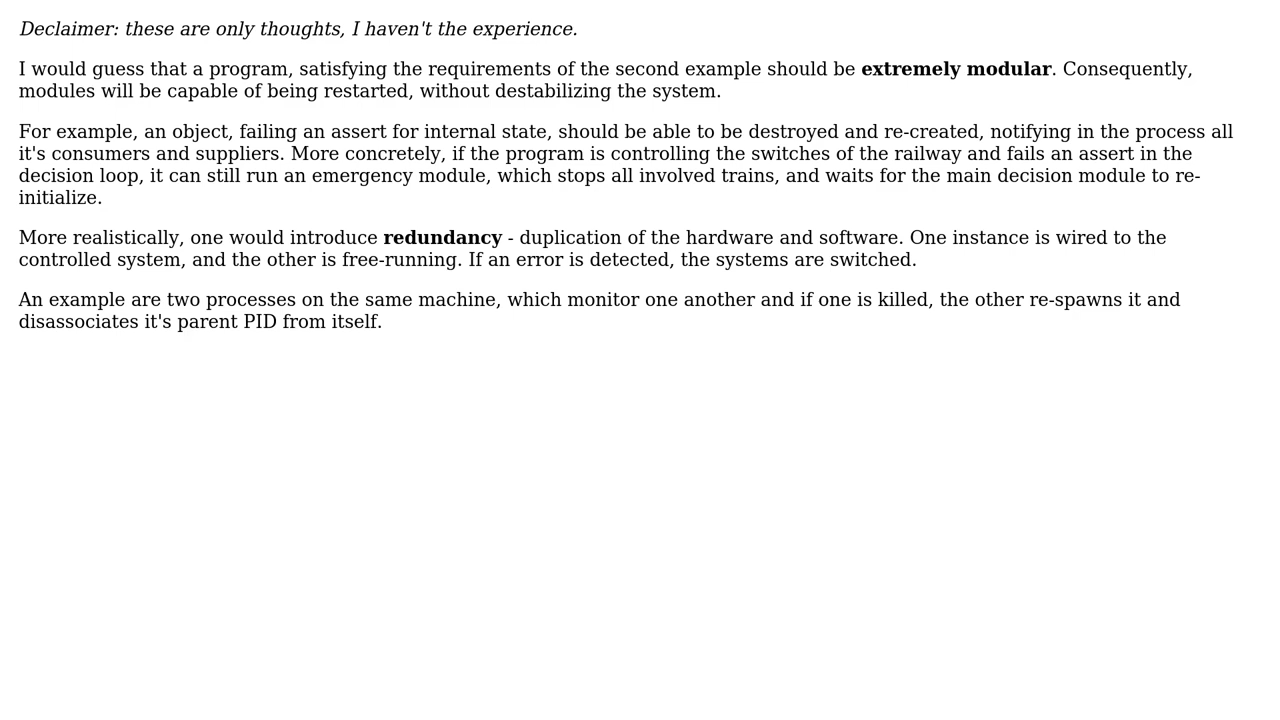 Declaimer: these are only thoughts, I haven't the experience.
I would guess that a program, satisfying the requirements of the second example should be extremely modular. Consequently,
modules will be capable of being restarted, without destabilizing the system.
For example, an object, failing an assert for internal state, should be able to be destroyed and re-created, notifying in the process all
it's consumers and suppliers. More concretely, if the program is controlling the switches of the railway and fails an assert in the
decision loop, it can still run an emergency module, which stops all involved trains, and waits for the main decision module to re-
initialize.
More realistically, one would introduce redundancy - duplication of the hardware and software. One instance is wired to the
controlled system, and the other is free-running. If an error is detected, the systems are switched.
An example are two processes on the same machine, which monitor one another and if one is killed, the other re-spawns it and
disassociates it's parent PID from itself.